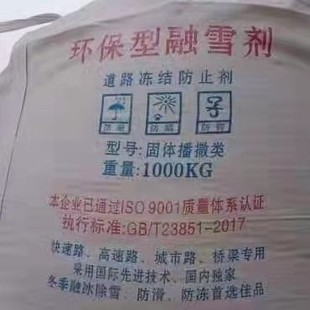 环保型融雪剂
道路冻结防止剂
防潮 防晒 防雨
型号:固体播撒类
重量:1000KG
本企业已通过ISO 9001质量体系认证
执行标准:GB/T23851-2017
快速路、高速路、城市路、桥梁专用
采用国际先进技术、国内独家
冬季融冰除雪、防滑、防冻首选佳品